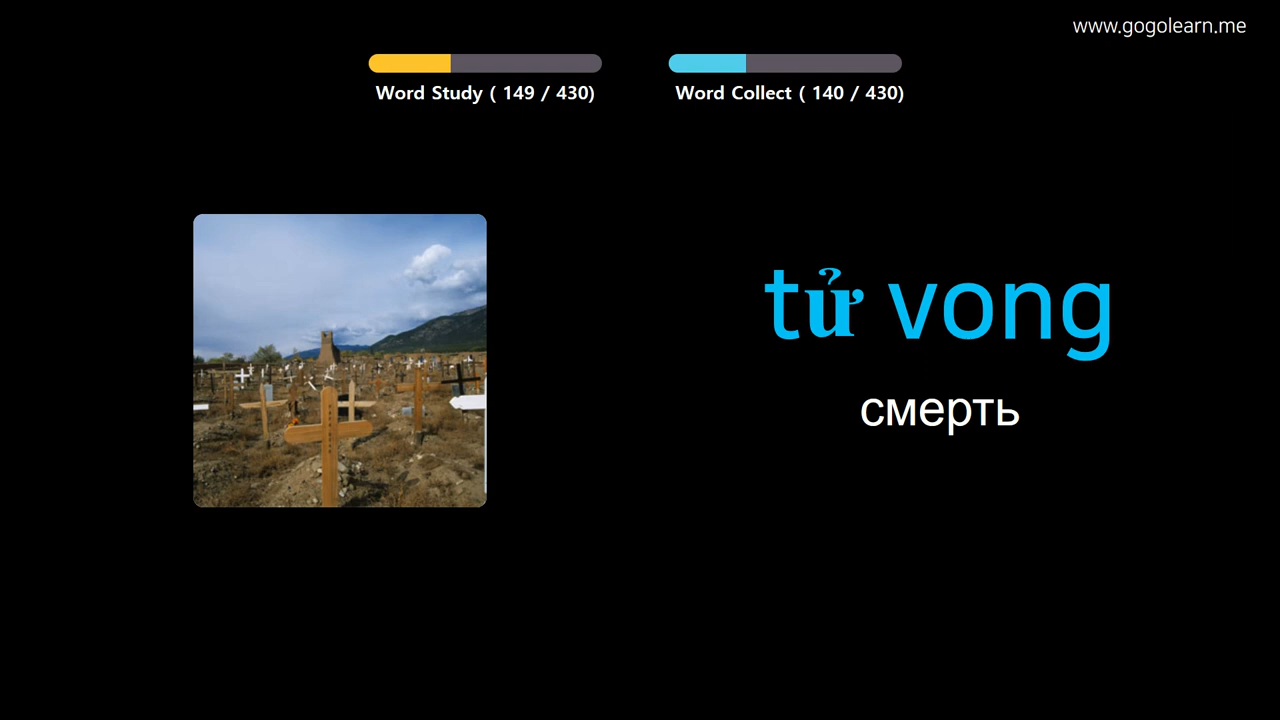 www.gogolearn.me
Word Study ( 149 / 430)
Word Collect ( 140 / 430)
tử vong
смерть